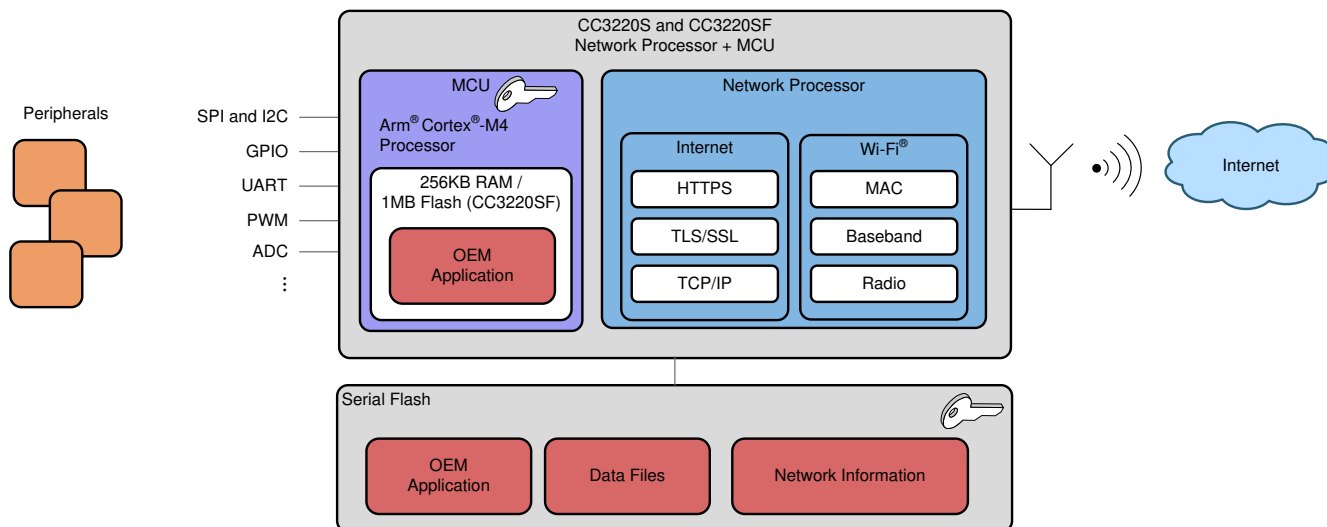 CC3220S and CC3220SF
Network Processor + MCU
Peripherals
SPI and I2C
GPIO
UART
PWM
ADC
⋮
MCU
Arm® Cortex®-M4
Processor
256KB RAM /
1MB Flash (CC3220SF)
OEM
Application
Network Processor
Internet
HTTPS
TLS/SSL
TCP/IP
Wi-Fi®
MAC
Baseband
Radio
Internet
Serial Flash
OEM
Application
Data Files
Network Information